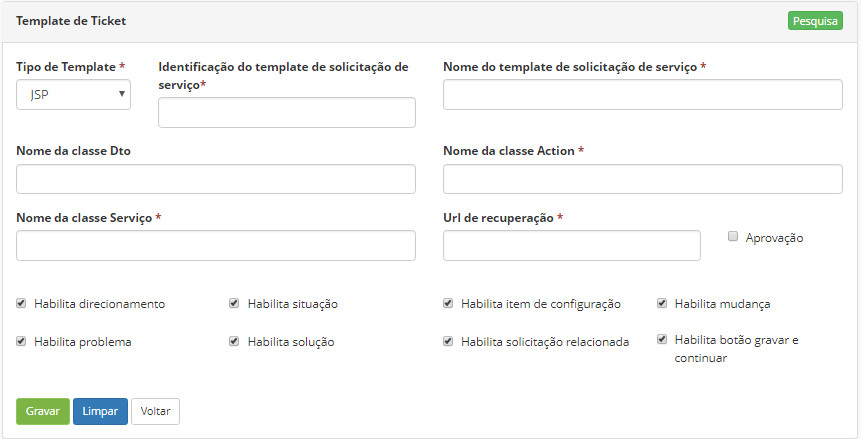 Template de Ticket
Pesquisa
Tipo de Template *
Identificação do template de solicitação de
serviço*
Nome do template de solicitação de serviço *
JSP
Nome da classe Dto
Nome da classe Action *
Nome da classe Serviço *
Url de recuperação *
Aprovação
Habilita direcionamento
Habilita situação
Habilita item de configuração
Habilita mudança
Habilita problema
Habilita solução
Habilita solicitação relacionada
Habilita botão gravar e
continuar
Gravar
Limpar
Voltar